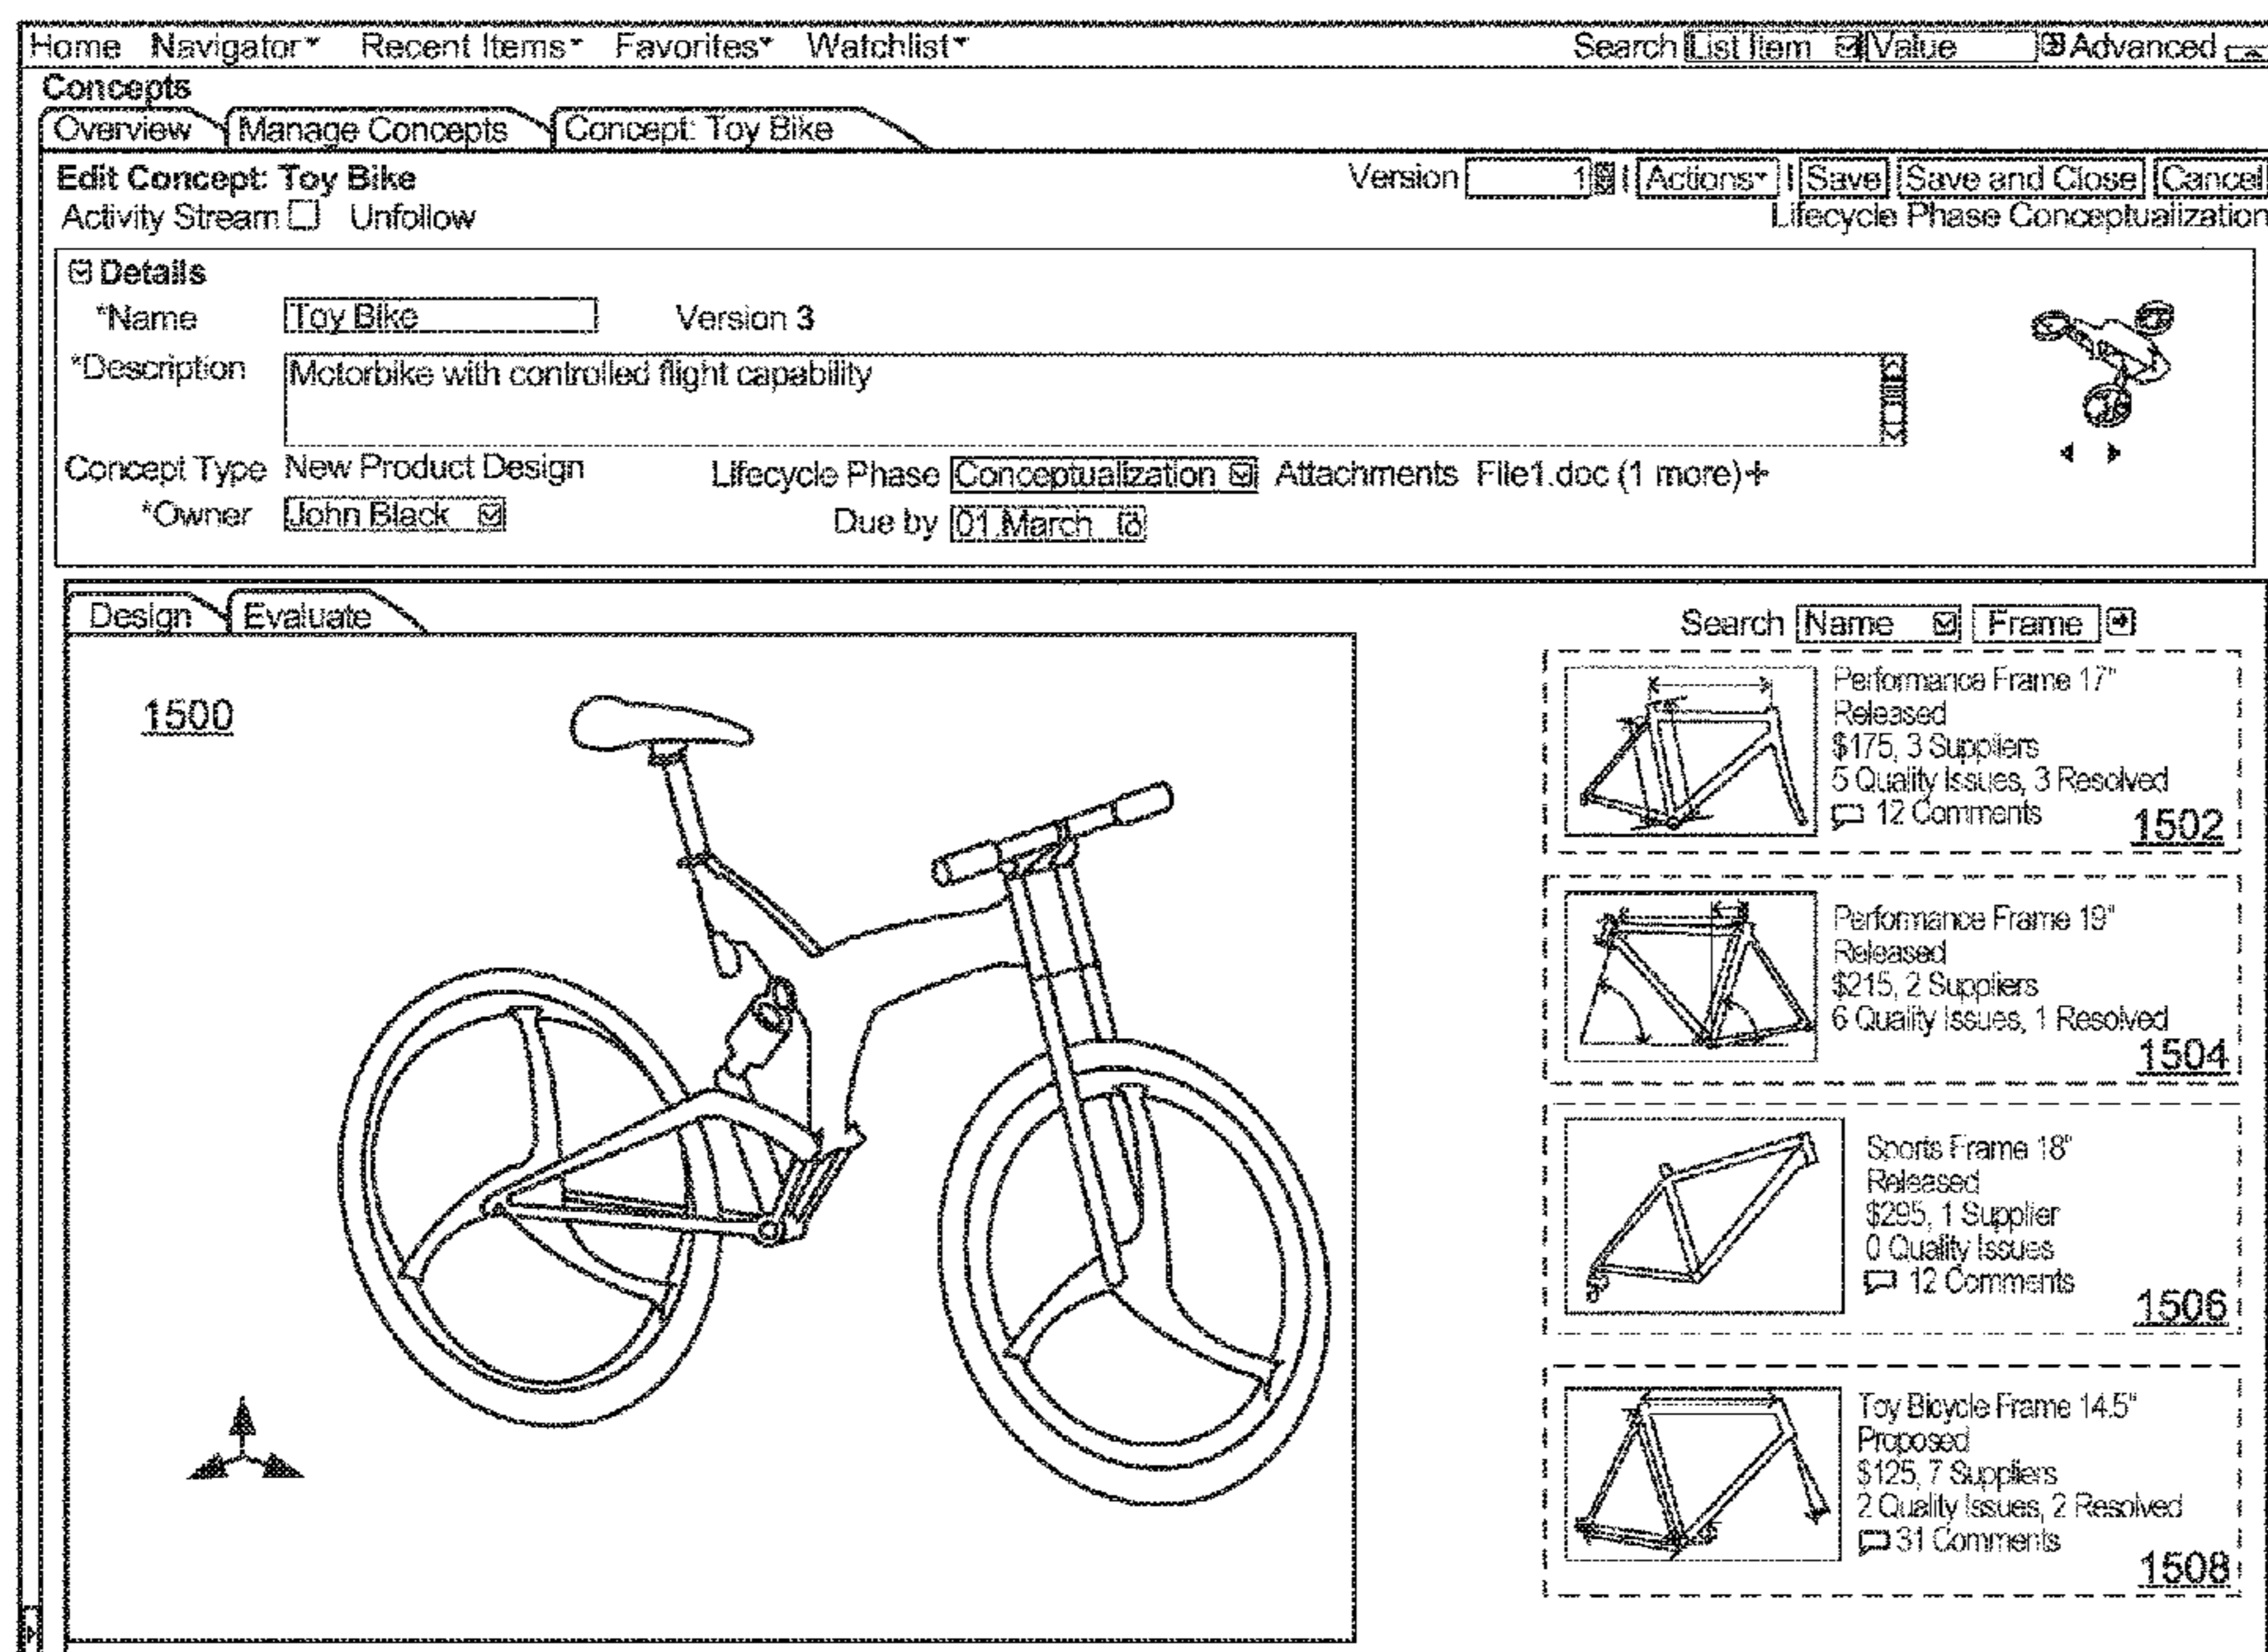 Home Navigator Recent Items Favorites Watchlist Search List Item Value Advanced
Concepts
Overview Manage Concepts Concept: Toy Bike
Edit Concept: Toy Bike Version 1 Actions Save Save and Close Cancel
Activity Stream Unfollow Lifecycle Phase Conceptualization
Details
*Name Toy Bike Version 3
*Description Motorbike with controlled flight capability
Concept Type New Product Design Lifecycle Phase Conceptualization Attachments File1.doc (1 more)+
*Owner John Black Due by 01.March
Design Evaluate
Search Name Frame
1500
Performance Frame 17"
Released
$175, 3 Suppliers
5 Quality Issues, 3 Resolved
12 Comments
1502
Performance Frame 19"
Released
$215, 2 Suppliers
6 Quality Issues, 1 Resolved
1504
Sports Frame 18"
Released
$295, 1 Supplier
0 Quality Issues
12 Comments
1506
Toy Bicycle Frame 14.5"
Proposed
$125, 7 Suppliers
2 Quality Issues, 2 Resolved
31 Comments
1508